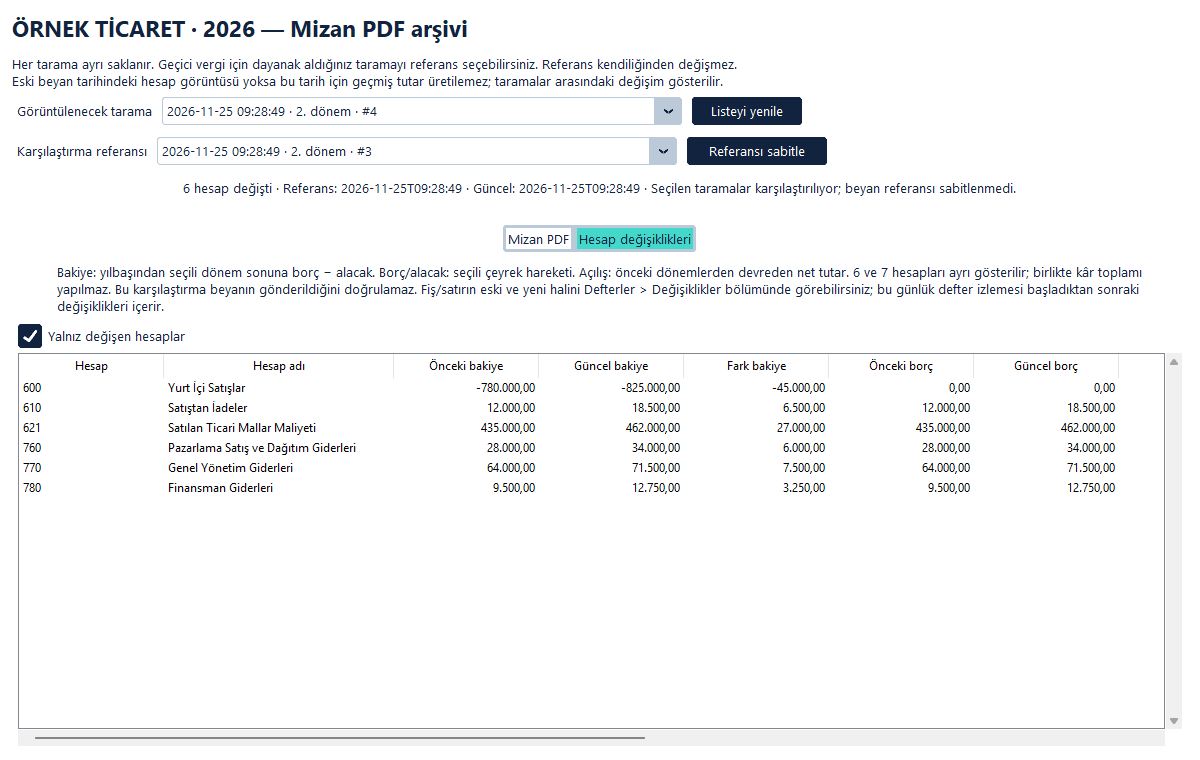 ÖRNEK TİCARET · 2026 — Mizan PDF arşivi
Her tarama ayrı saklanır. Geçici vergi için dayanak aldığınız taramayı referans seçebilirsiniz. Referans kendiliğinden değişmez.
Eski beyan tarihindeki hesap görüntüsü yoksa bu tarih için geçmiş tutar üretilemez; taramalar arasındaki değişim gösterilir.
Görüntülenecek tarama 2026-11-25 09:28:49 · 2. dönem · #4 Listeyi yenile
Karşılaştırma referansı 2026-11-25 09:28:49 · 2. dönem · #3 Referansı sabitle
6 hesap değişti · Referans: 2026-11-25T09:28:49 · Güncel: 2026-11-25T09:28:49 · Seçilen taramalar karşılaştırılıyor; beyan referansı sabitlenmedi.
Mizan PDF Hesap değişiklikleri
Bakiye: yılbaşından seçili dönem sonuna borç − alacak. Borç/alacak: seçili çeyrek hareketi. Açılış: önceki dönemlerden devreden net tutar. 6 ve 7 hesapları ayrı gösterilir; birlikte kâr toplamı
yapılmaz. Bu karşılaştırma beyanın gönderildiğini doğrulamaz. Fiş/satırın eski ve yeni halini Defterler > Değişiklikler bölümünde görebilirsiniz; bu günlük defter izlemesi başladıktan sonraki
değişiklikleri içerir.
Yalnız değişen hesaplar
Hesap Hesap adı Önceki bakiye Güncel bakiye Fark bakiye Önceki borç Güncel borç
600 Yurt İçi Satışlar -780.000,00 -825.000,00 -45.000,00 0,00 0,00
610 Satıştan İadeler 12.000,00 18.500,00 6.500,00 12.000,00 18.500,00
621 Satılan Ticari Mallar Maliyeti 435.000,00 462.000,00 27.000,00 435.000,00 462.000,00
760 Pazarlama Satış ve Dağıtım Giderleri 28.000,00 34.000,00 6.000,00 28.000,00 34.000,00
770 Genel Yönetim Giderleri 64.000,00 71.500,00 7.500,00 64.000,00 71.500,00
780 Finansman Giderleri 9.500,00 12.750,00 3.250,00 9.500,00 12.750,00